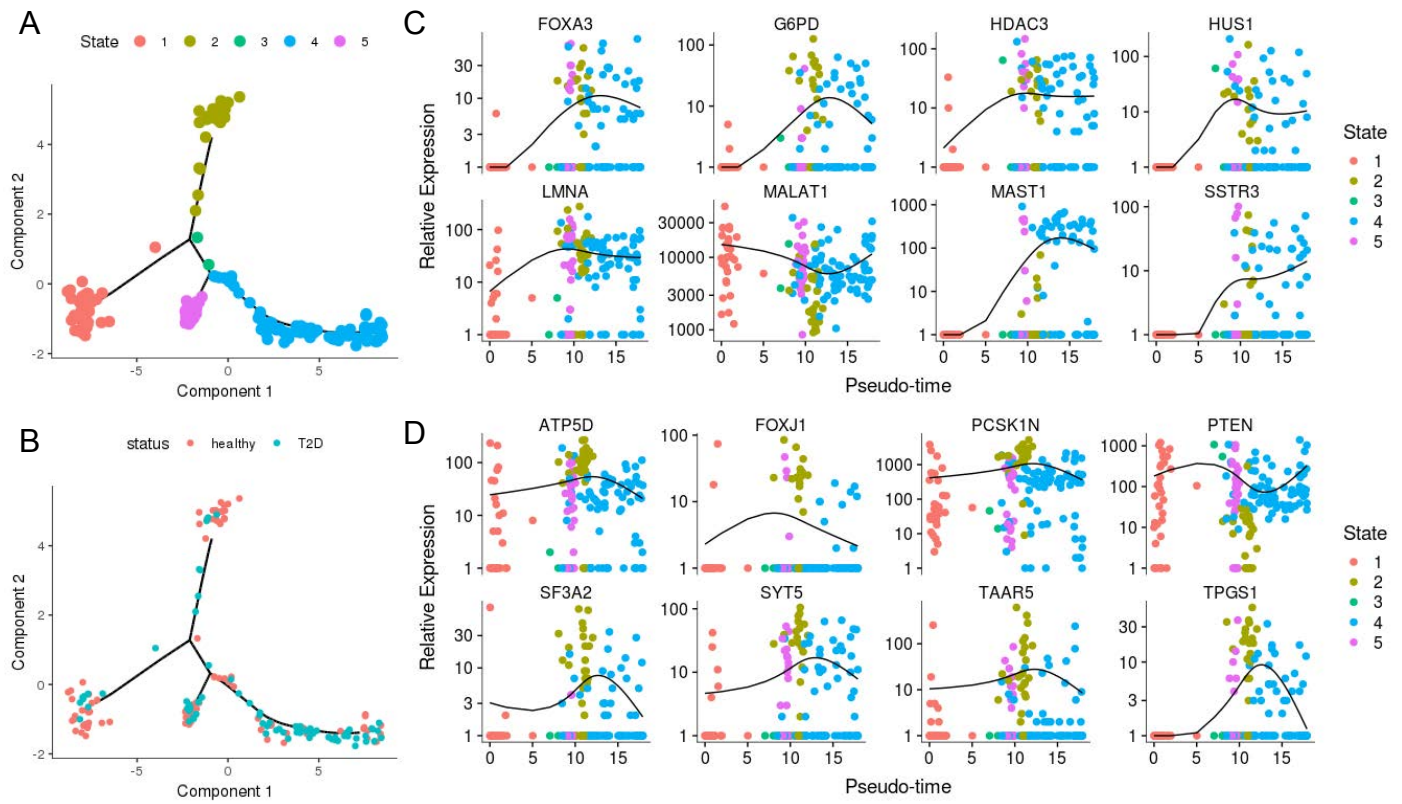 A
State 1 2 3 4 5
Component 2
4
2
0
-2
-5 0 5
Component 1
B
status healthy T2D
Component 2
4
2
0
-2
-5 0 5
Component 1
C
FOXA3 G6PD HDAC3 HUS1
30 100 100 100
10 10 10 10
3
1 1 1 1
Relative Expression
LMNA MALAT1 MAST1 SSTR3
100 30000 1000 100
10 10000 100 10
3000 10
1 1000 1 1
0 5 10 15 0 5 10 15 0 5 10 15 0 5 10 15
Pseudo-time
State
1
2
3
4
5
D
ATP5D FOXJ1 PCSK1N PTEN
100 100 1000 1000
10 10 100 100
10 10
1 1 1 1
Relative Expression
SF3A2 SYT5 TAAR5 TPGS1
30 100 100 30
10 10 10 10
3 3
1 1 1 1
0 5 10 15 0 5 10 15 0 5 10 15 0 5 10 15
Pseudo-time
State
1
2
3
4
5